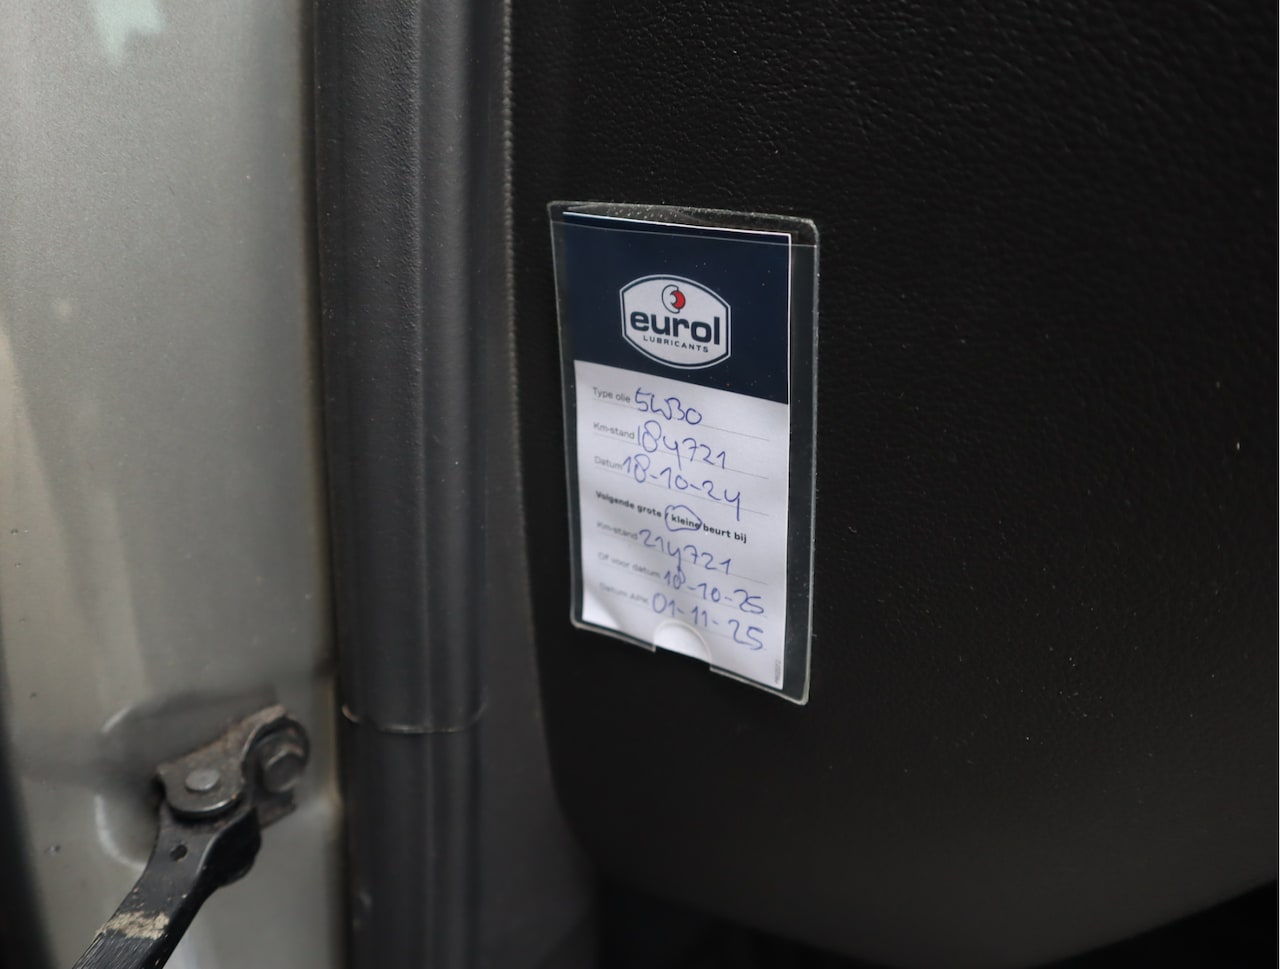 eurol
LUBRICANTS
Type olie 5W30
Km-stand 184721
Datum 18-10-24
Volgende grote / kleine beurt bij
Km-stand 214721
Of voor datum 18-10-25
Datum APK 01-11-25